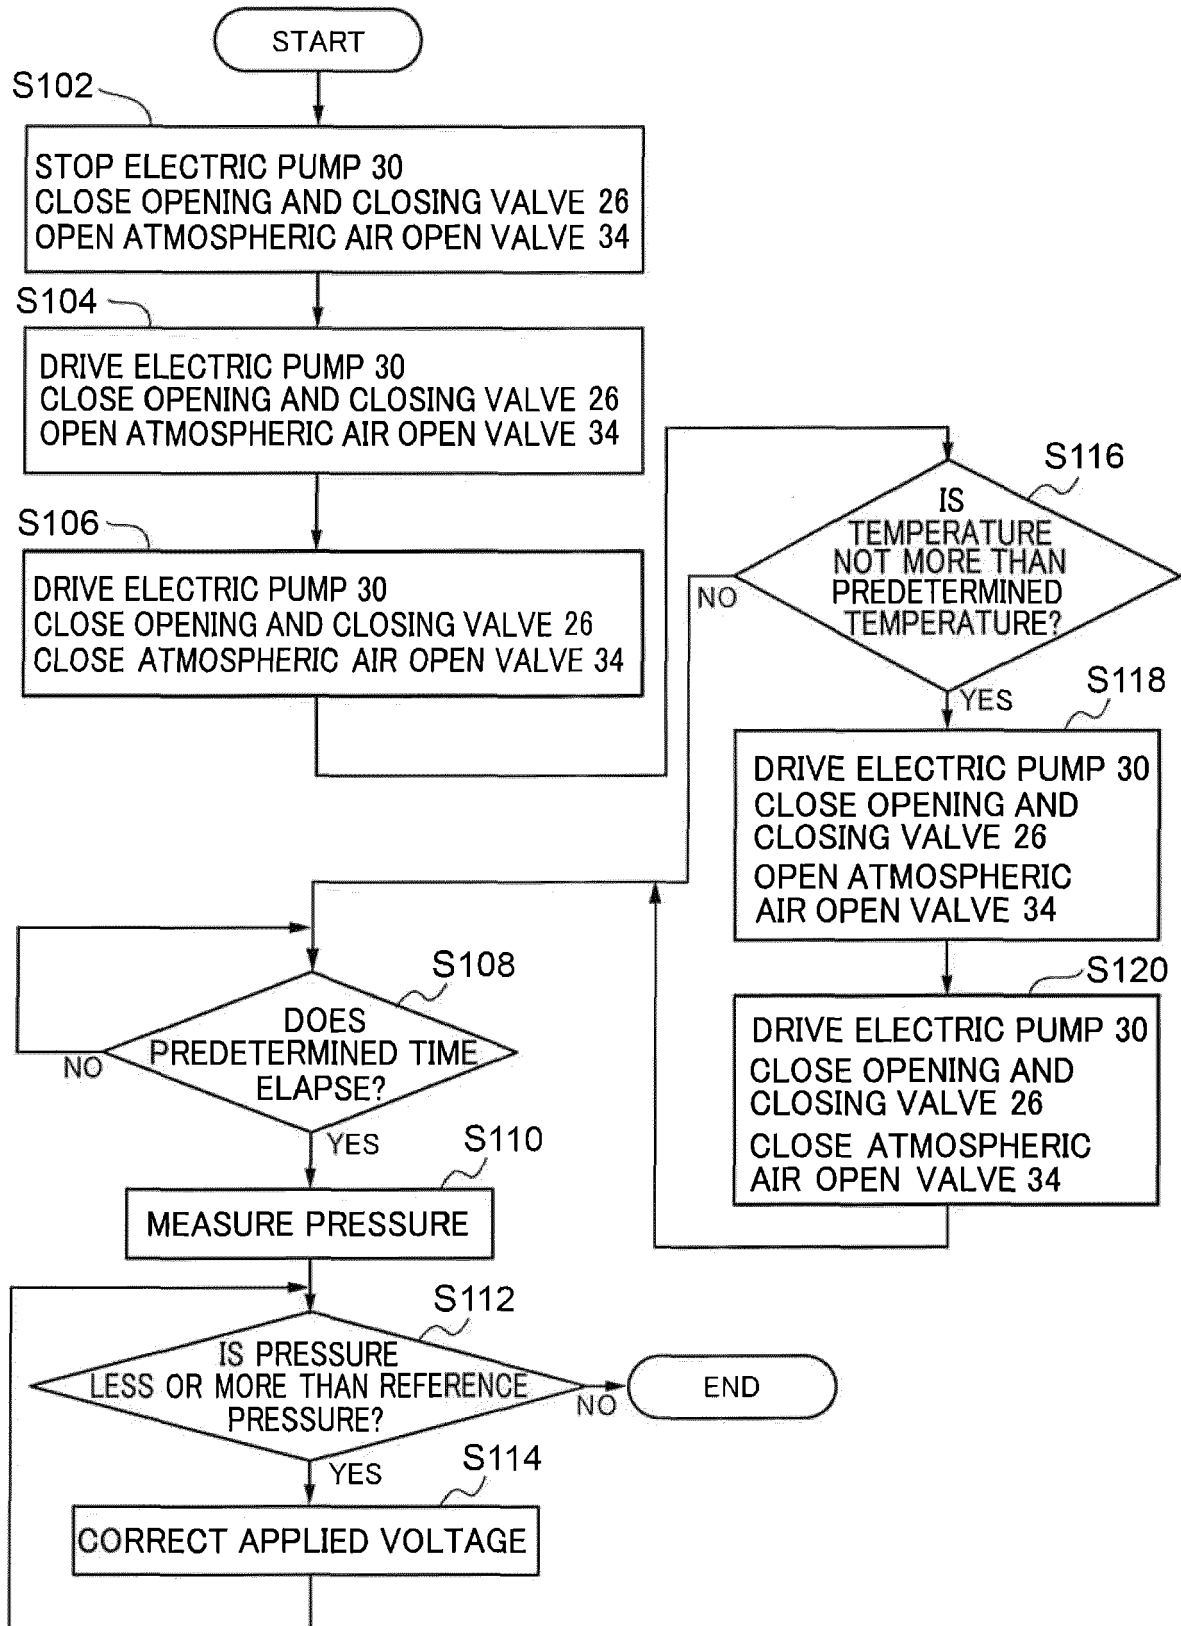 START
S102
STOP ELECTRIC PUMP 30
CLOSE OPENING AND CLOSING VALVE 26
OPEN ATMOSPHERIC AIR OPEN VALVE 34
S104
DRIVE ELECTRIC PUMP 30
CLOSE OPENING AND CLOSING VALVE 26
OPEN ATMOSPHERIC AIR OPEN VALVE 34
S106
DRIVE ELECTRIC PUMP 30
CLOSE OPENING AND CLOSING VALVE 26
CLOSE ATMOSPHERIC AIR OPEN VALVE 34
S116
IS
TEMPERATURE
NOT MORE THAN
PREDETERMINED
TEMPERATURE?
NO
YES
S118
DRIVE ELECTRIC PUMP 30
CLOSE OPENING AND
CLOSING VALVE 26
OPEN ATMOSPHERIC
AIR OPEN VALVE 34
S120
DRIVE ELECTRIC PUMP 30
CLOSE OPENING AND
CLOSING VALVE 26
CLOSE ATMOSPHERIC
AIR OPEN VALVE 34
S108
DOES
PREDETERMINED TIME
ELAPSE?
NO
YES
S110
MEASURE PRESSURE
S112
IS PRESSURE
LESS OR MORE THAN REFERENCE
PRESSURE?
NO
END
YES
S114
CORRECT APPLIED VOLTAGE